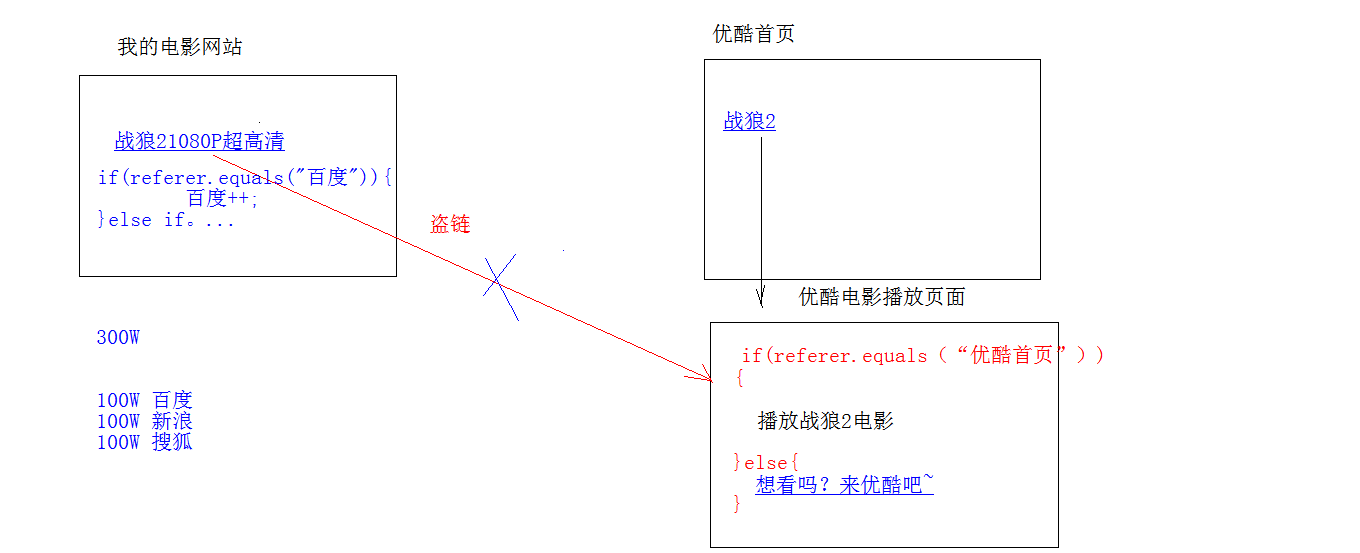 我的电影网站
战狼21080P超高清
if(referer.equals("百度")){
百度++;
}else if。...
盗链
300W
100W 百度
100W 新浪
100W 搜狐
优酷首页
战狼2
优酷电影播放页面
if(referer.equals（“优酷首页”）)
{
播放战狼2电影
}else{
想看吗？来优酷吧~
}